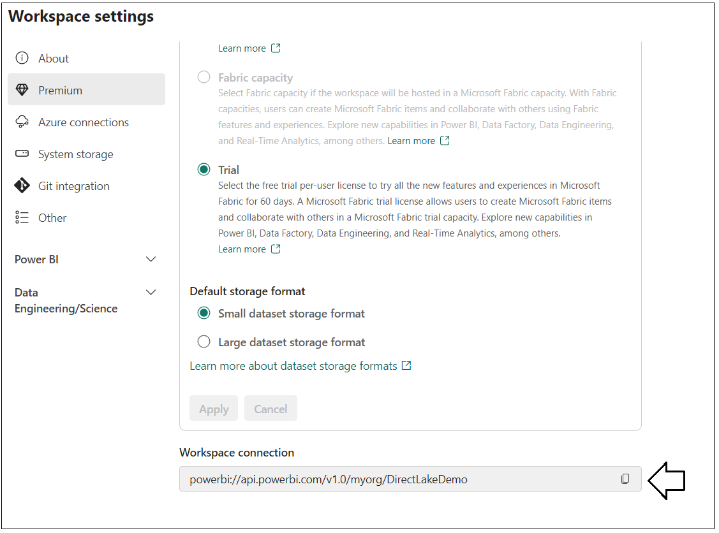 Workspace settings
About
Premium
Azure connections
System storage
Git integration
Other
Power BI
Data
Engineering/Science
Learn more
Fabric capacity
Select Fabric capacity if the workspace will be hosted in a Microsoft Fabric capacity. With Fabric
capacities, users can create Microsoft Fabric items and collaborate with others using Fabric
features and experiences. Explore new capabilities in Power BI, Data Factory, Data Engineering,
and Real-Time Analytics, among others. Learn more
Trial
Select the free trial per-user license to try all the new features and experiences in Microsoft
Fabric for 60 days. A Microsoft Fabric trial license allows users to create Microsoft Fabric items
and collaborate with others in a Microsoft Fabric trial capacity. Explore new capabilities in
Power BI, Data Factory, Data Engineering, and Real-Time Analytics, among others.
Learn more
Default storage format
Small dataset storage format
Large dataset storage format
Learn more about dataset storage formats
Apply Cancel
Workspace connection
powerbi://api.powerbi.com/v1.0/myorg/DirectLakeDemo